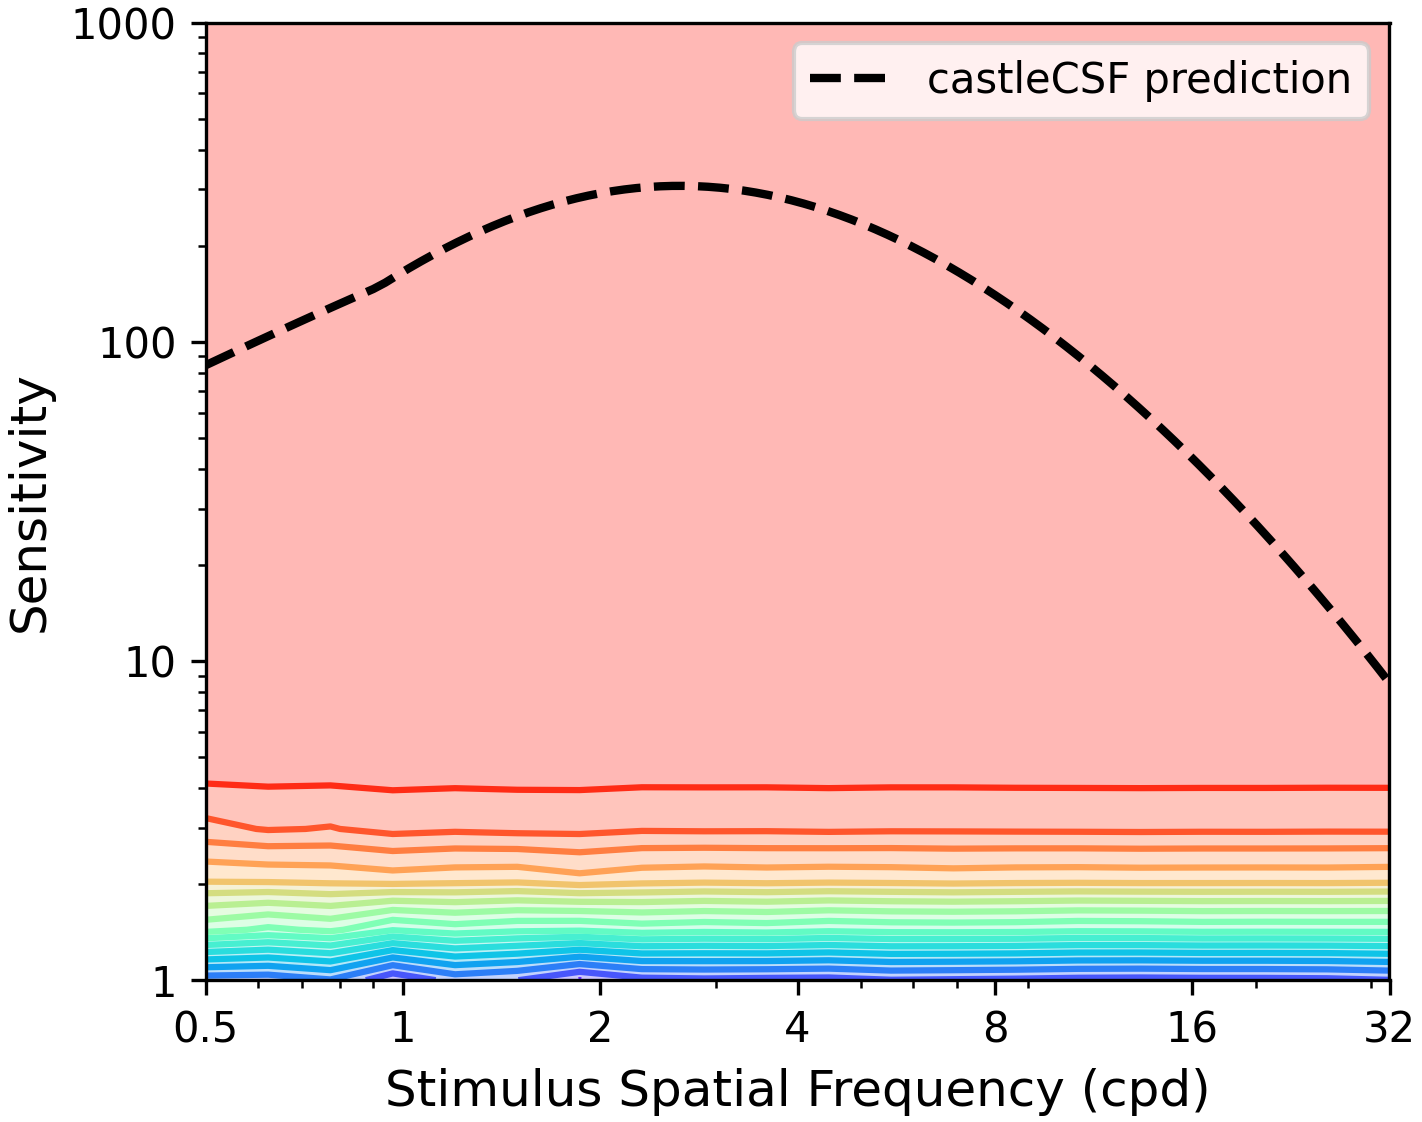 castleCSF prediction
Sensitivity
1000
100
10
1
0.5 1 2 4 8 16 32
Stimulus Spatial Frequency (cpd)